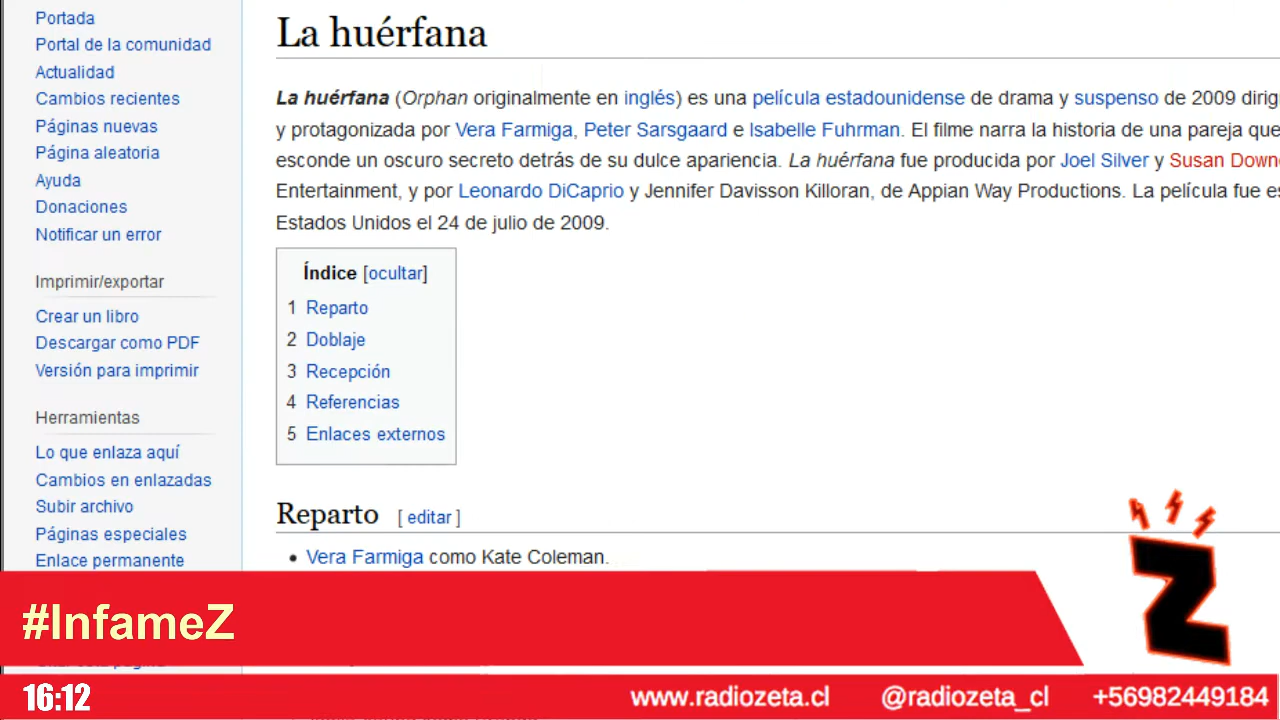 Portada
Portal de la comunidad
Actualidad
Cambios recientes
Páginas nuevas
Página aleatoria
Ayuda
Donaciones
Notificar un error
Imprimir/exportar
Crear un libro
Descargar como PDF
Versión para imprimir
Herramientas
Lo que enlaza aquí
Cambios en enlazadas
Subir archivo
Páginas especiales
Enlace permanente
La huérfana
La huérfana (Orphan originalmente en inglés) es una película estadounidense de drama y suspenso de 2009
y protagonizada por Vera Farmiga, Peter Sarsgaard e Isabelle Fuhrman. El filme narra la historia de una pareja que
esconde un oscuro secreto detrás de su dulce apariencia. La huérfana fue producida por Joel Silver y Susan
Entertainment, y por Leonardo DiCaprio y Jennifer Davisson Killoran, de Appian Way Productions. La película fue
Estados Unidos el 24 de julio de 2009.
Índice [ocultar]
1 Reparto
2 Doblaje
3 Recepción
4 Referencias
5 Enlaces externos
Reparto [ editar ]
• Vera Farmiga como Kate Coleman.
Z
#InfameZ
16:12
www.radiozeta.cl @radiozeta_cl +56982449184